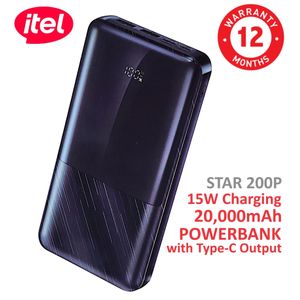 itel
WARRANTY
12
MONTHS
STAR 200P
15W Charging
20,000mAh
POWERBANK
with Type-C Output